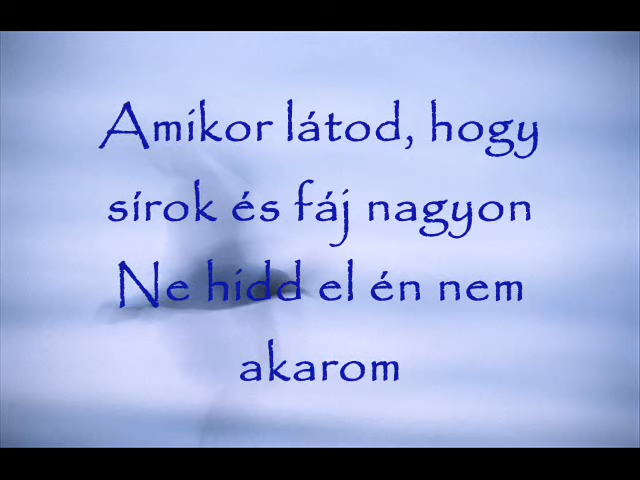 Amikor látod, hogy
sírok és fáj nagyon
Ne hidd el én nem
akarom